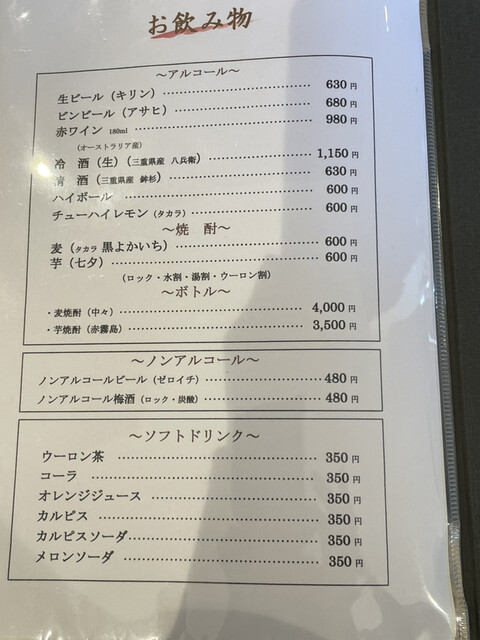 お飲み物
～アルコール～
生ビール（キリン） 630円
ビンビール（アサヒ） 680円
赤ワイン 180ml 980円
（オーストラリア産）
冷 酒（生）（三重県産 八兵衛） 1,150円
清 酒（三重県産 鉾杉） 630円
ハイボール 600円
チューハイレモン（タカラ） 600円
～焼 酎～
麦（タカラ 黒よかいち） 600円
芋（七夕） 600円
（ロック・水割・湯割・ウーロン割）
～ボトル～
・麦焼酎（中々） 4,000円
・芋焼酎（赤霧島） 3,500円
～ノンアルコール～
ノンアルコールビール（ゼロイチ） 480円
ノンアルコール梅酒（ロック・炭酸） 480円
～ソフトドリンク～
ウーロン茶 350円
コーラ 350円
オレンジジュース 350円
カルピス 350円
カルピスソーダ 350円
メロンソーダ 350円